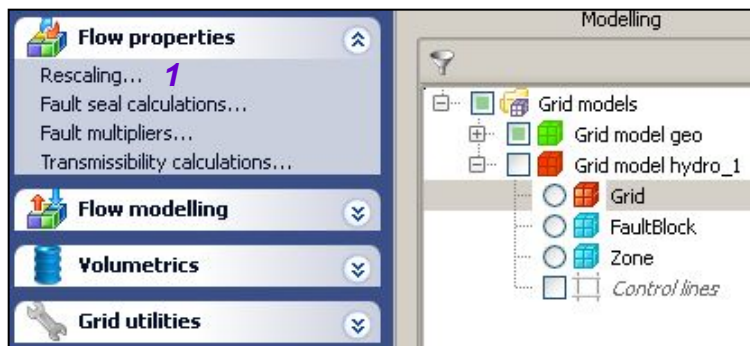 Flow properties
Rescaling... 1
Fault seal calculations...
Fault multipliers...
Transmissibility calculations...
Flow modelling
Volumetrics
Grid utilities
Modelling
Grid models
Grid model geo
Grid model hydro_1
Grid
FaultBlock
Zone
Control lines